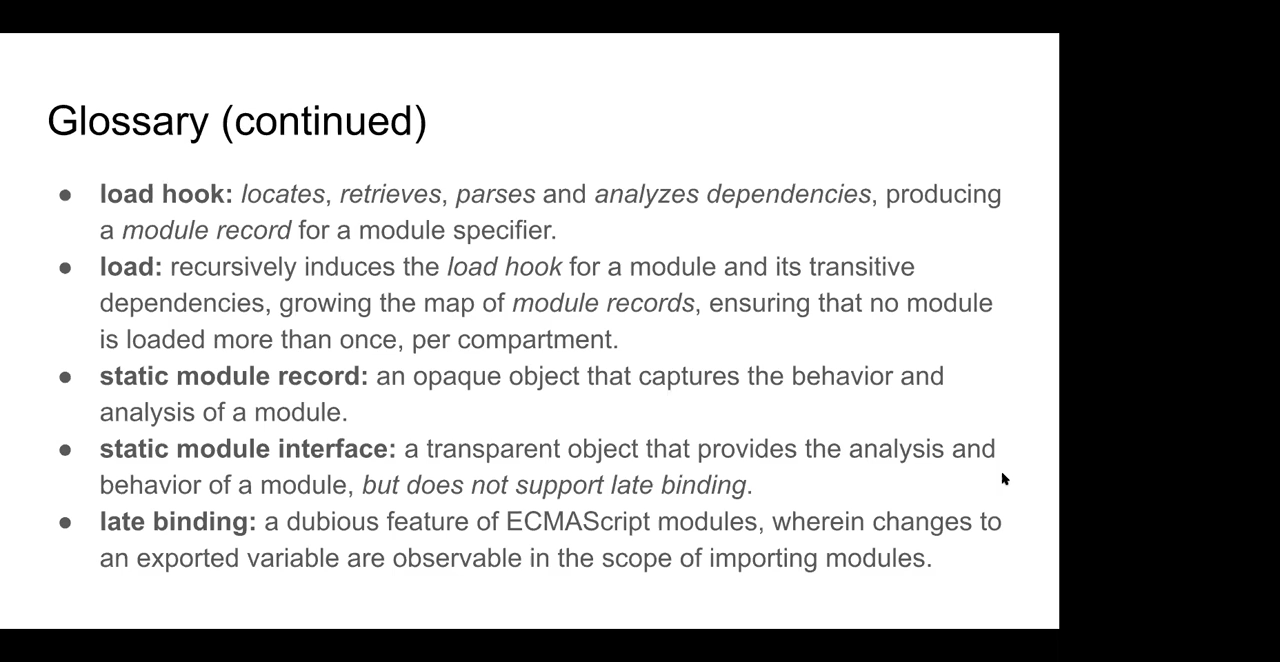 Glossary (continued)
● load hook: locates, retrieves, parses and analyzes dependencies, producing
a module record for a module specifier.
● load: recursively induces the load hook for a module and its transitive
dependencies, growing the map of module records, ensuring that no module
is loaded more than once, per compartment.
● static module record: an opaque object that captures the behavior and
analysis of a module.
● static module interface: a transparent object that provides the analysis and
behavior of a module, but does not support late binding.
● late binding: a dubious feature of ECMAScript modules, wherein changes to
an exported variable are observable in the scope of importing modules.